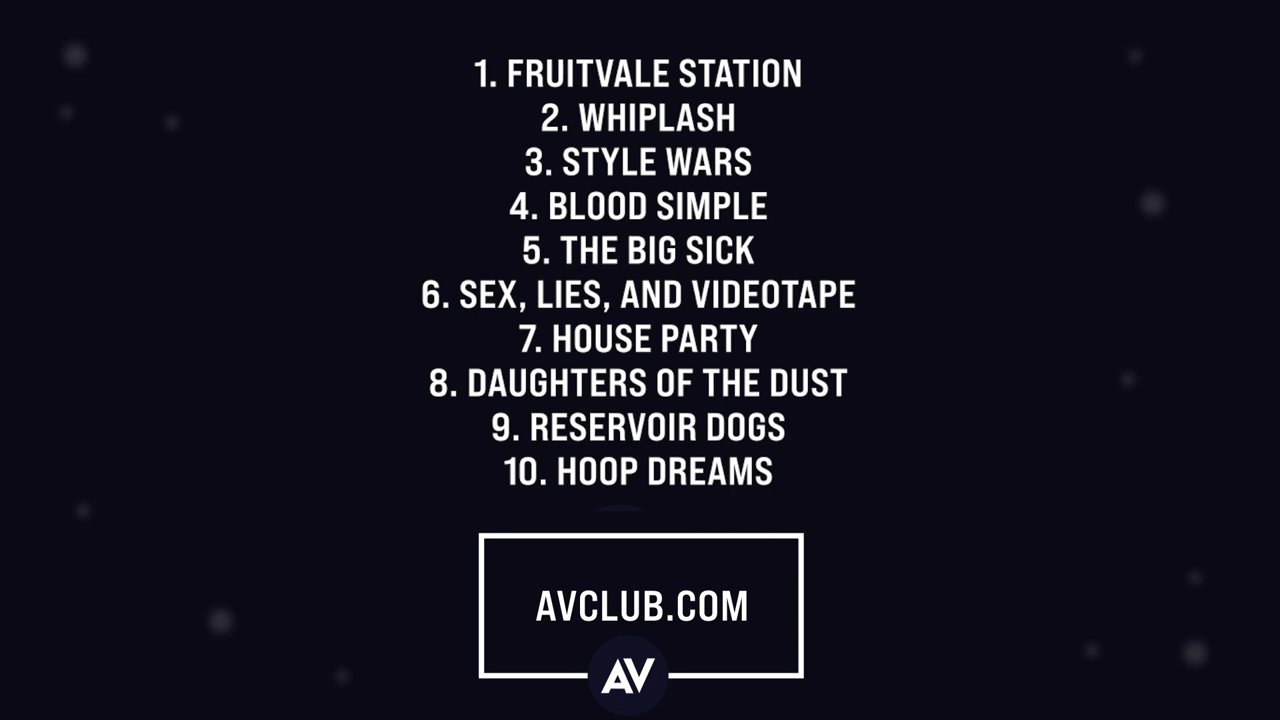 1. FRUITVALE STATION
2. WHIPLASH
3. STYLE WARS
4. BLOOD SIMPLE
5. THE BIG SICK
6. SEX, LIES, AND VIDEOTAPE
7. HOUSE PARTY
8. DAUGHTERS OF THE DUST
9. RESERVOIR DOGS
10. HOOP DREAMS
AVCLUB.COM
AV